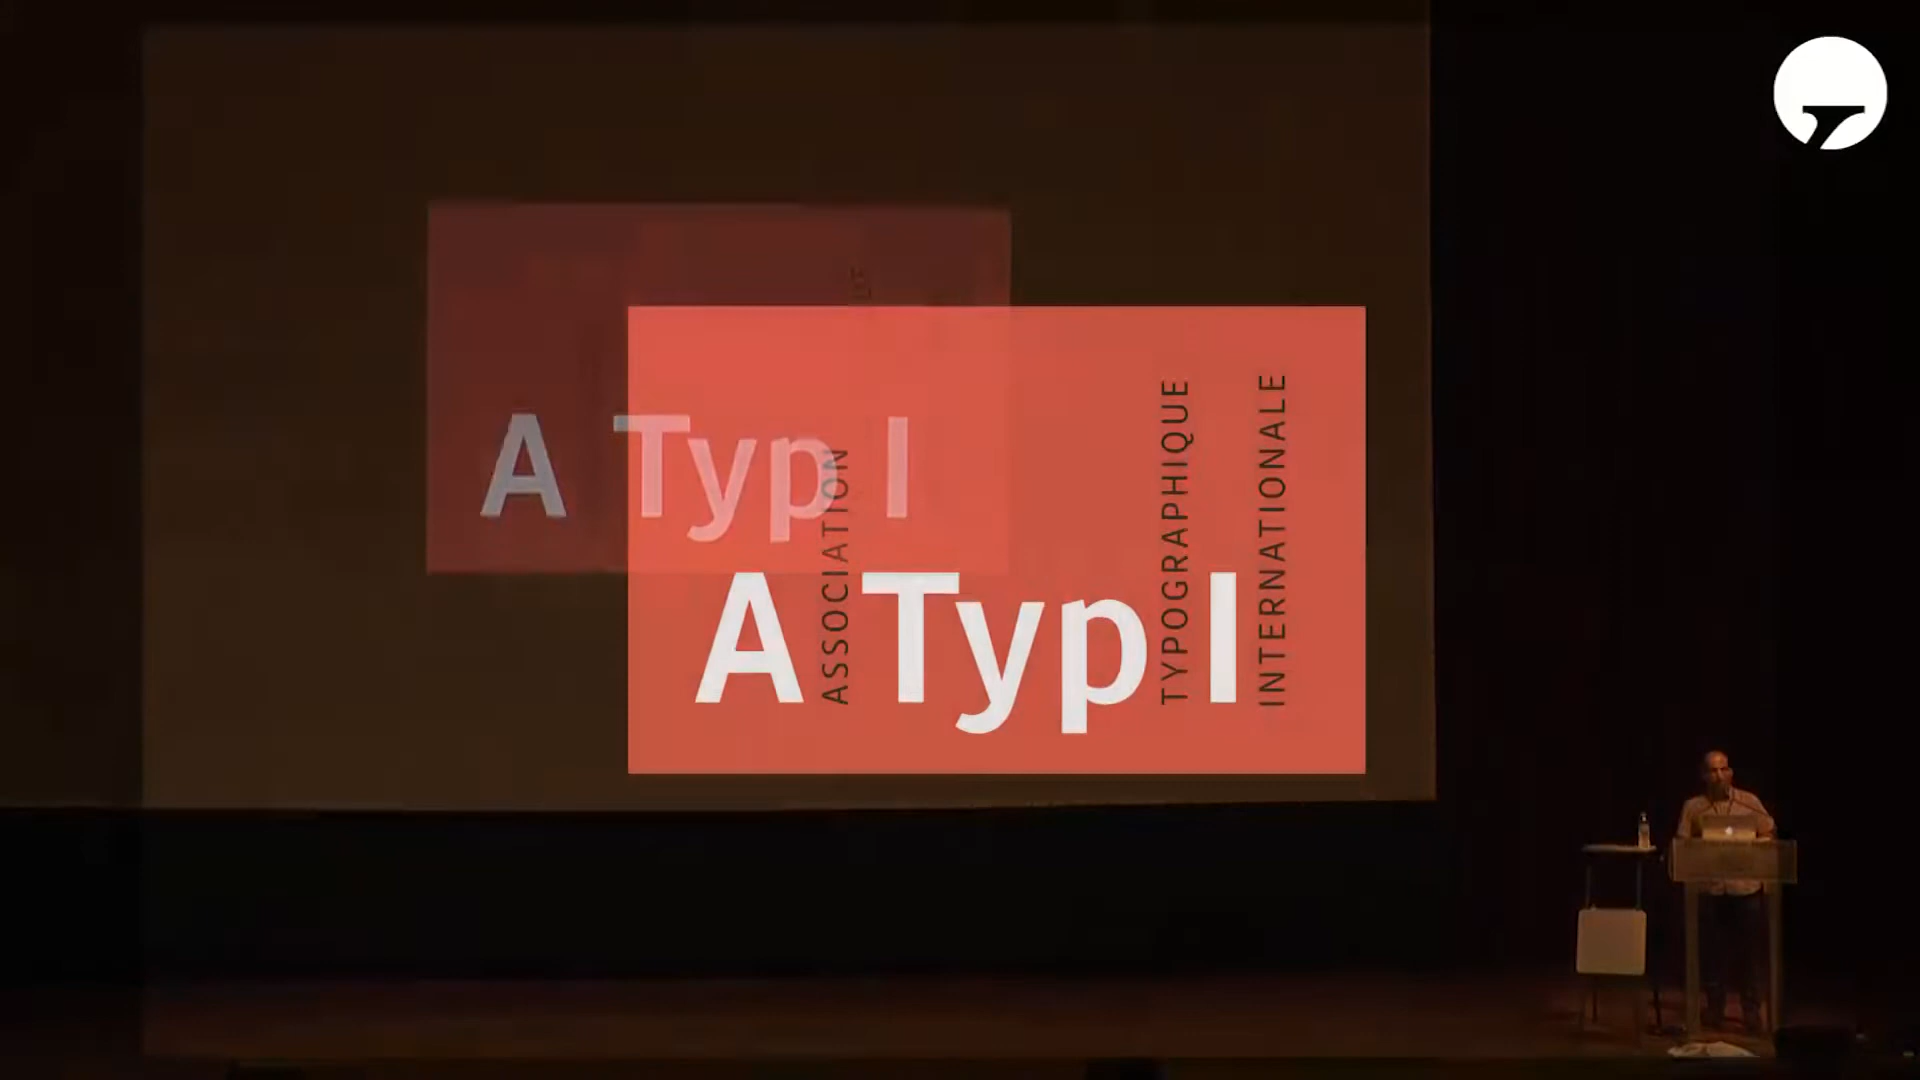 A Typ I
A Typ I
ASSOCIATION
TYPOGRAPHIQUE
INTERNATIONALE